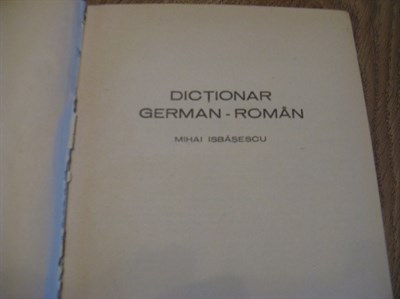 DICȚIONAR
GERMAN - ROMÂN
MIHAI ISBĂȘESCU